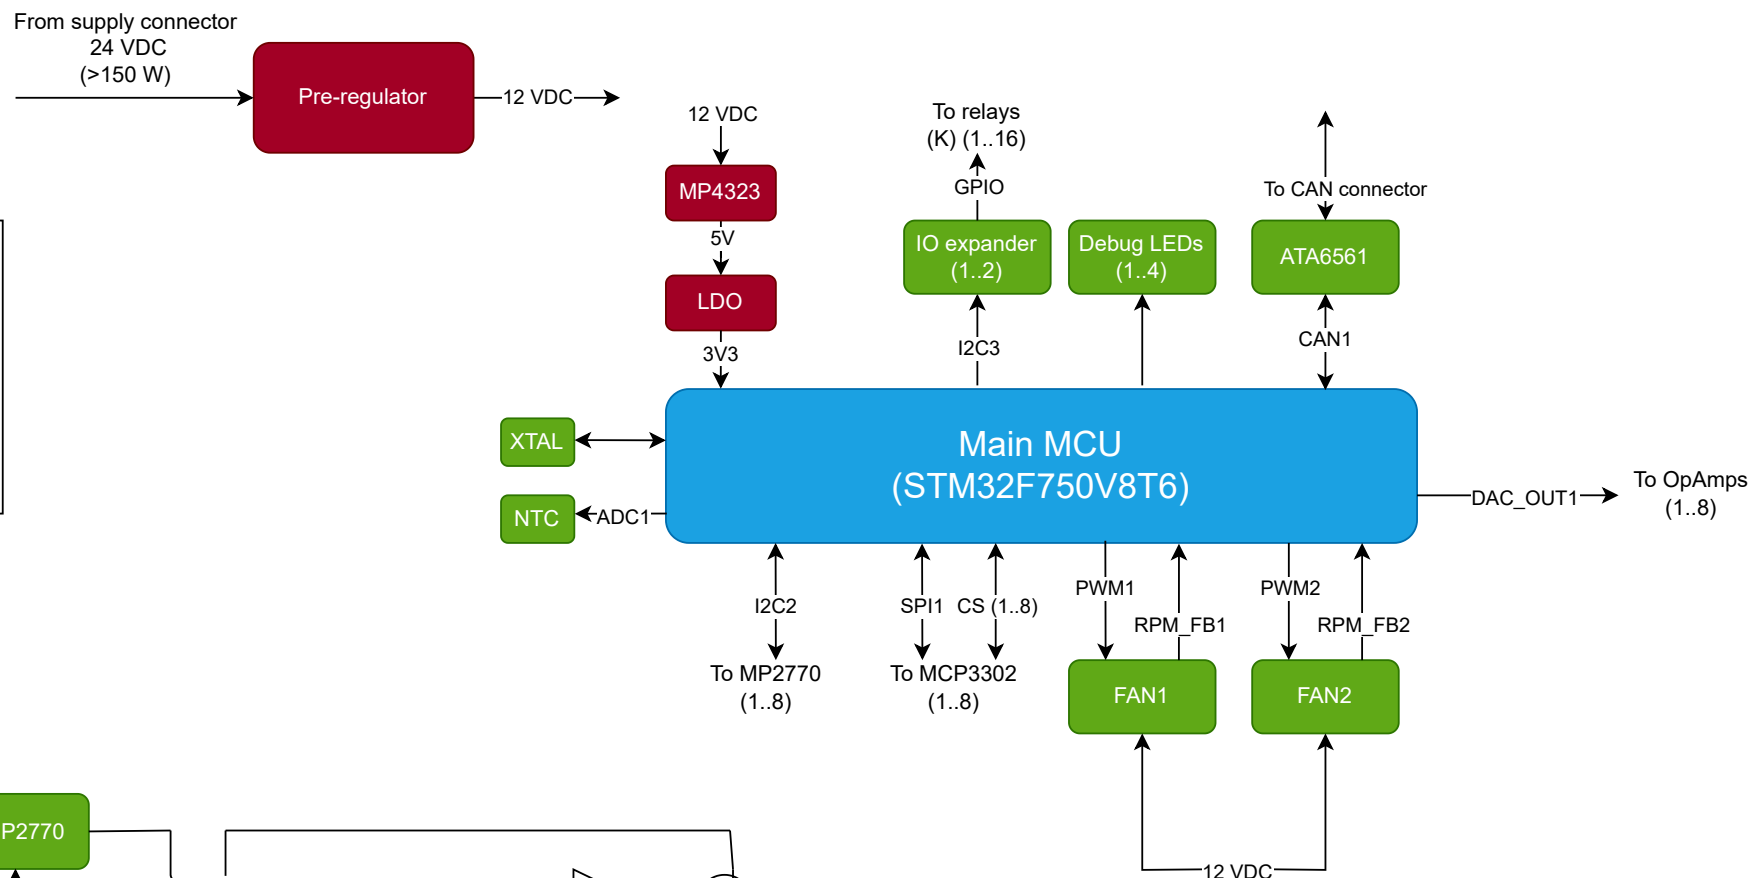 From supply connector
24 VDC
(>150 W)
Pre-regulator
12 VDC
12 VDC
MP4323
5V
LDO
3V3
To relays
(K) (1..16)
GPIO
IO expander
(1..2)
I2C3
Debug LEDs
(1..4)
To CAN connector
ATA6561
CAN1
XTAL
NTC
ADC1
Main MCU
(STM32F750V8T6)
DAC_OUT1
To OpAmps
(1..8)
I2C2
To MP2770
(1..8)
SPI1
CS (1..8)
To MCP3302
(1..8)
PWM1
RPM_FB1
PWM2
RPM_FB2
FAN1
FAN2
12 VDC
P2770